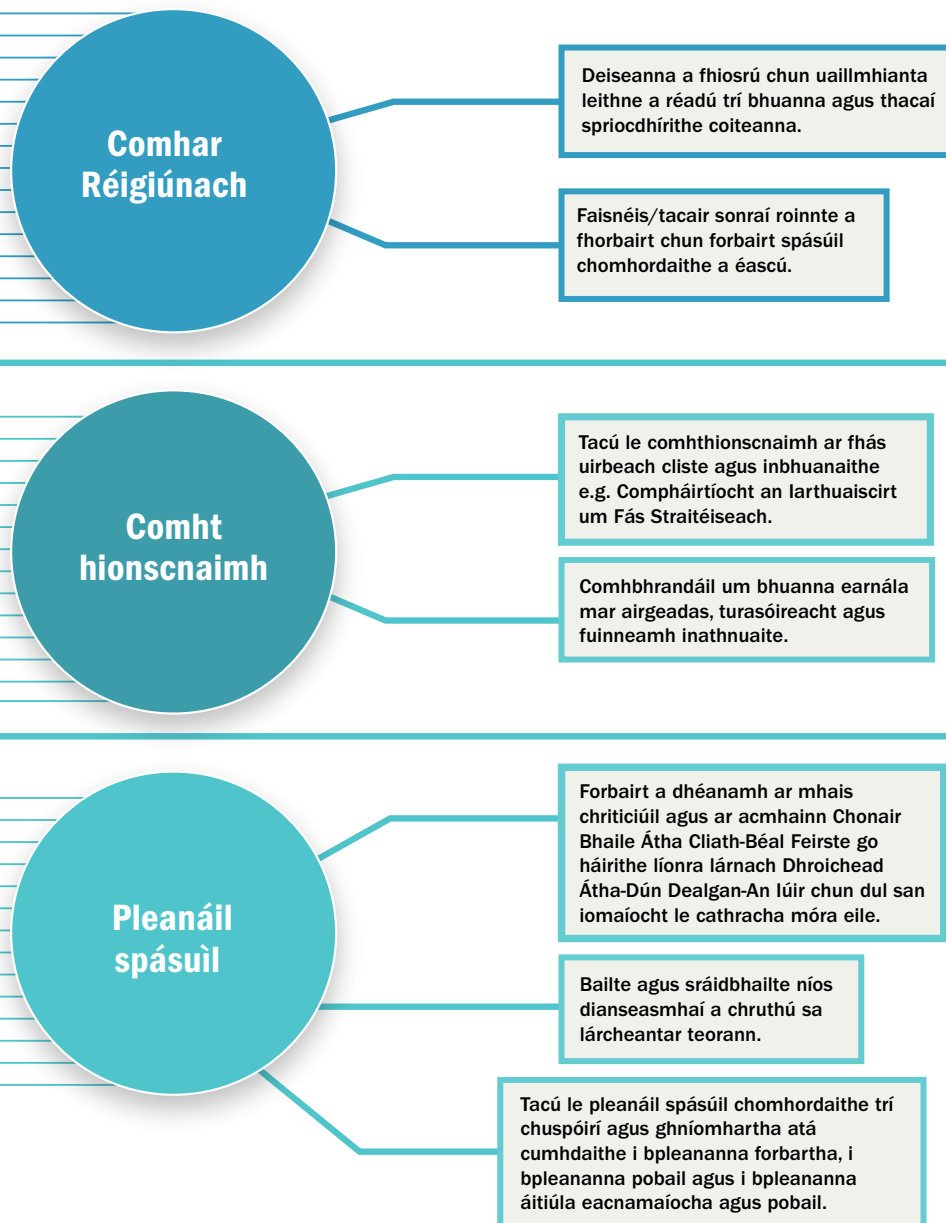 Comhar
Réigiúnach
Deiseanna a fhiosrú chun uaillmhianta
leithne a réadú trí bhuanna agus thacaí
spriocdhírithe coiteanna.
Faisnéis/tacair sonraí roinnte a
fhorbairt chun forbairt spásúil
chomhordaithe a éascú.
Comht
hionscnaimh
Tacú le comhthionscnaimh ar fhás
uirbeach cliste agus inbhuanaithe
e.g. Compháirtíocht an Iarthuaiscirt
um Fás Straitéiseach.
Comhbhrandáil um bhuanna earnála
mar airgeadas, turasóireacht agus
fuinneamh inathnuaite.
Pleanáil
spásuìl
Forbairt a dhéanamh ar mhais
chriticiúil agus ar acmhainn Chonair
Bhaile Átha Cliath-Béal Feirste go
háirithe líonra lárnach Dhroichead
Átha-Dún Dealgan-An Iúir chun dul san
iomaíocht le cathracha móra eile.
Bailte agus sráidbhailte níos
dianseasmhaí a chruthú sa
lárcheantar teorann.
Tacú le pleanáil spásúil chomhordaithe trí
chuspóirí agus ghníomhartha atá
cumhdaithe i bpleananna forbartha, i
bpleananna pobail agus i bpleananna
áitiúla eacnamaíocha agus pobail.